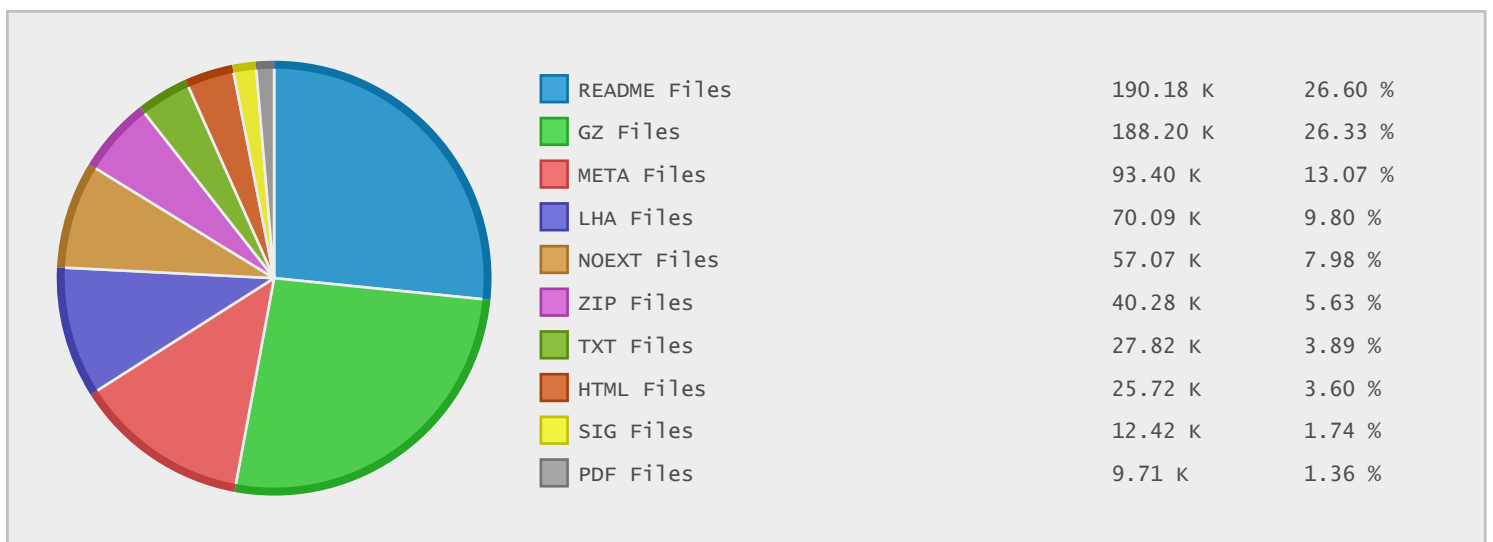 README Files 190.18 K 26.60 %
GZ Files 188.20 K 26.33 %
META Files 93.40 K 13.07 %
LHA Files 70.09 K 9.80 %
NOEXT Files 57.07 K 7.98 %
ZIP Files 40.28 K 5.63 %
TXT Files 27.82 K 3.89 %
HTML Files 25.72 K 3.60 %
SIG Files 12.42 K 1.74 %
PDF Files 9.71 K 1.36 %